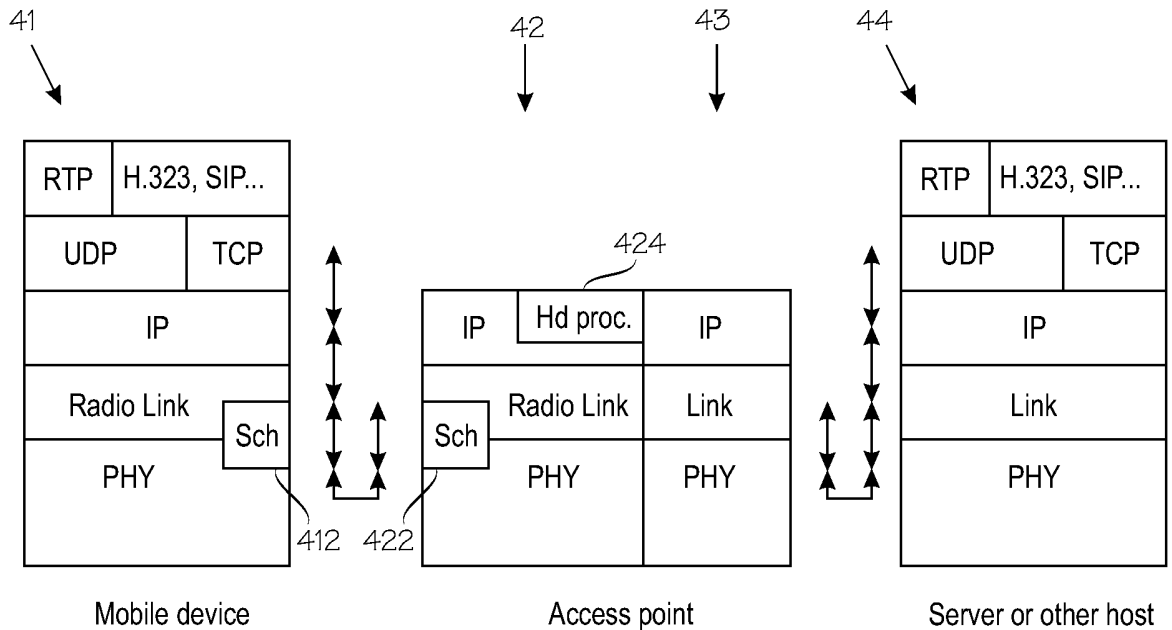 41 42 43 44
RTP H.323, SIP... RTP H.323, SIP...
UDP TCP 424 UDP TCP
IP IP Hd proc. IP IP
Radio Link Radio Link Link Link
Sch Sch
PHY PHY PHY PHY
412 422
Mobile device Access point Server or other host